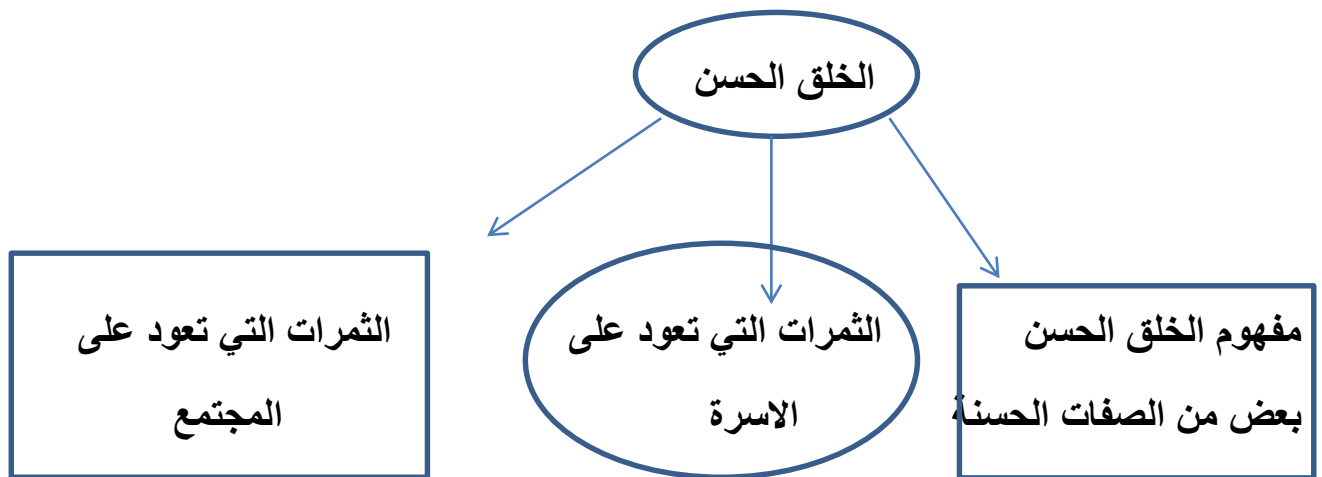 الخلق الحسن
مفهوم الخلق الحسن
بعض من الصفات الحسنة
الثمرات التي تعود على
الاسرة
الثمرات التي تعود على
المجتمع